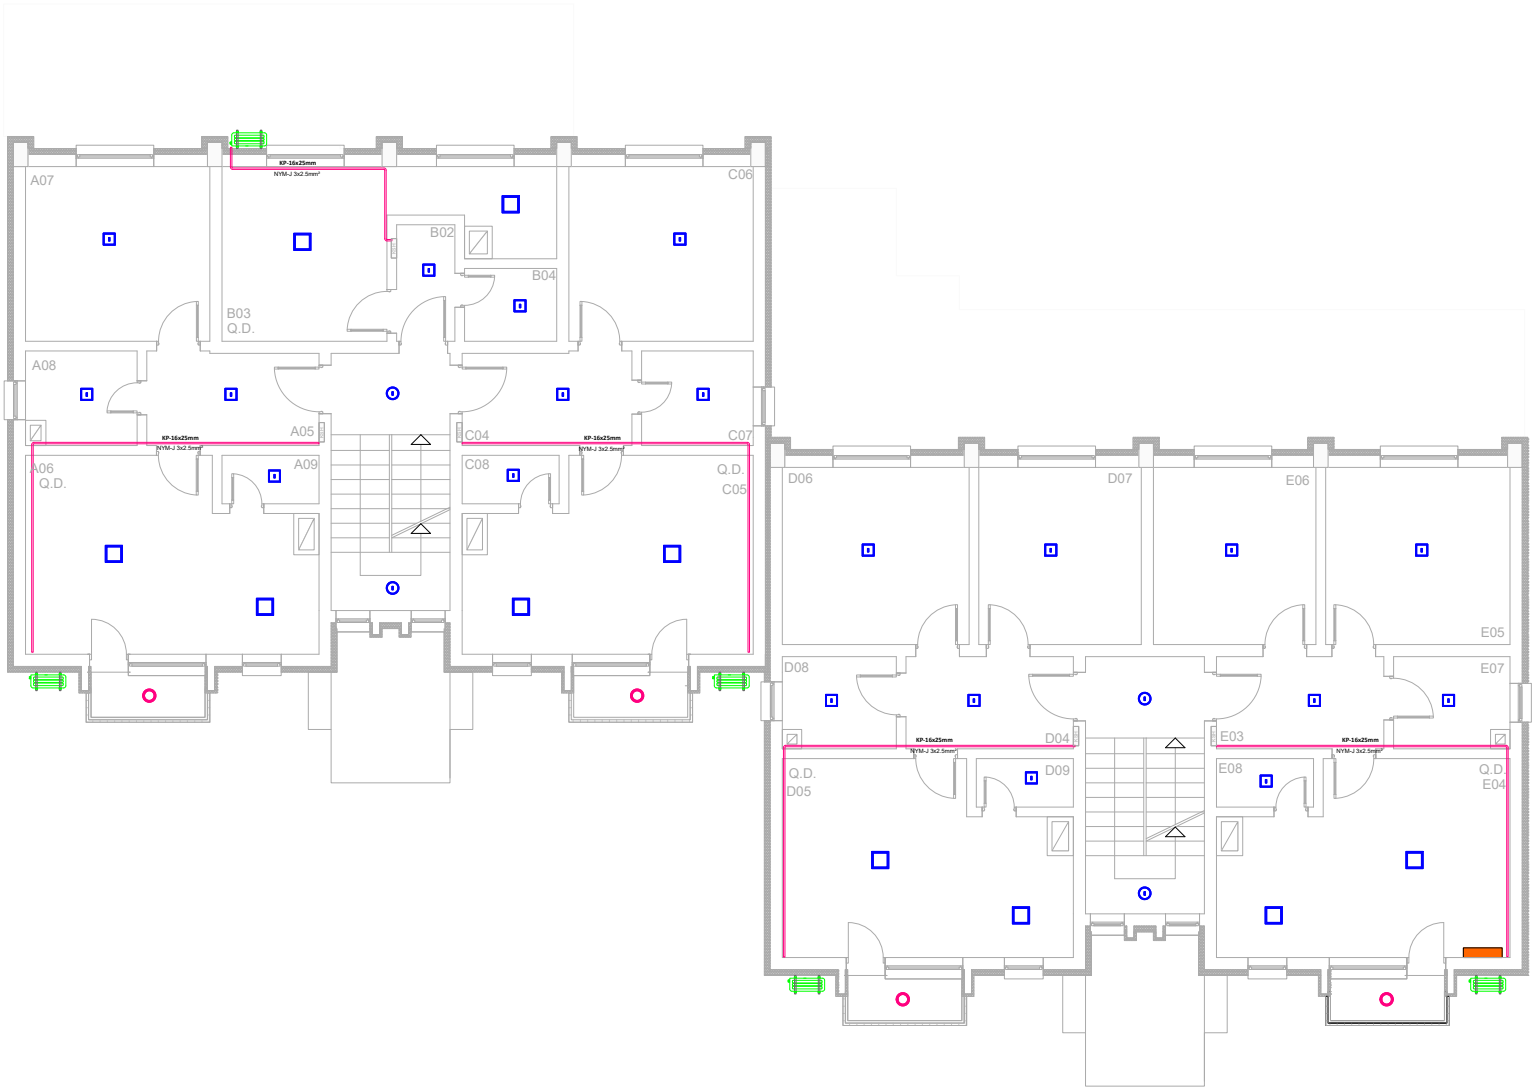 KP-16x25mm
NYM-J 3x2.5mm²
A07
C06
B02
B04
B03
Q.D.
A08
A05
C04
C07
KP-16x25mm
NYM-J 3x2.5mm²
KP-16x25mm
NYM-J 3x2.5mm²
A06
Q.D.
A09
C08
Q.D.
C05
D06
D07
E06
E05
D08
E07
D04
E03
KP-16x25mm
NYM-J 3x2.5mm²
KP-16x25mm
NYM-J 3x2.5mm²
Q.D.
D05
D09
E08
Q.D.
E04